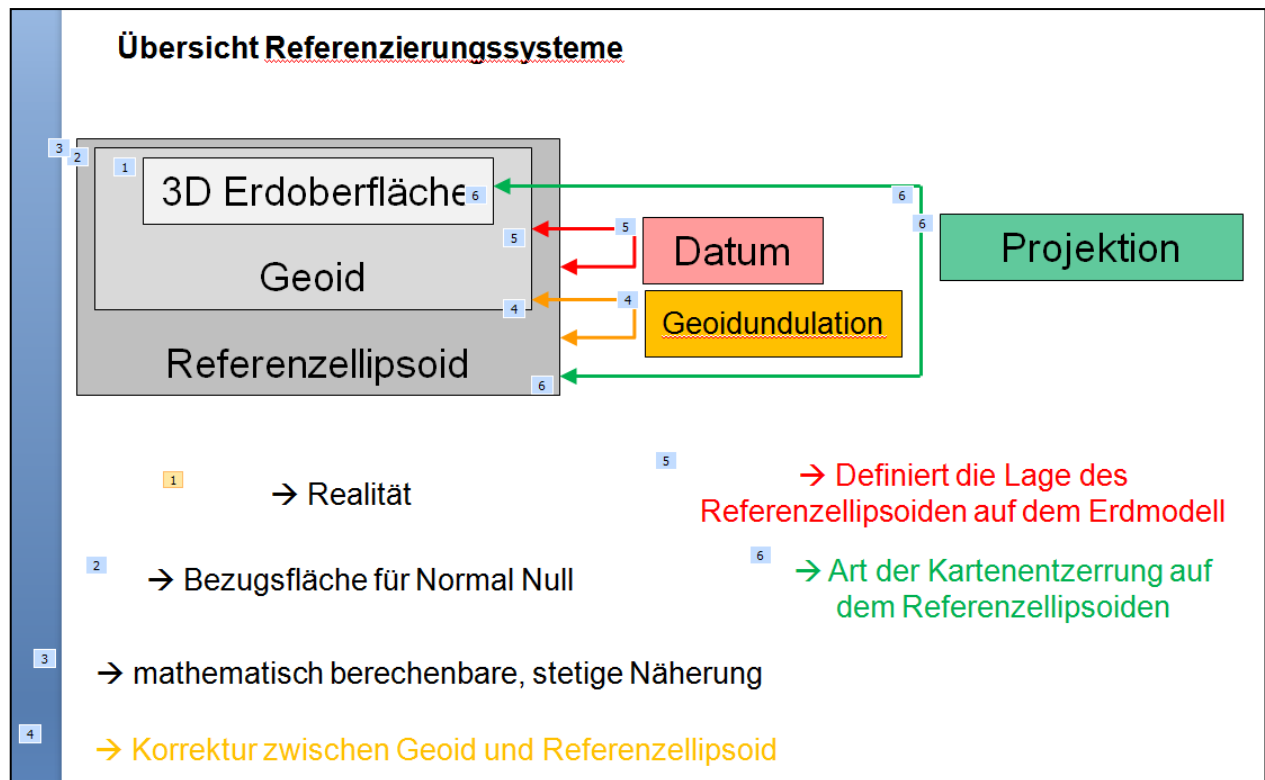 Übersicht Referenzierungssysteme
3
2
1
3D Erdoberfläche
6
6
5
5
6
Datum
Projektion
Geoid
4
4
Geoidundulation
Referenzellipsoid
6
1
→ Realität
5
→ Definiert die Lage des
Referenzellipsoiden auf dem Erdmodell
2
→ Bezugsfläche für Normal Null
6
→ Art der Kartenentzerrung auf
dem Referenzellipsoiden
3
→ mathematisch berechenbare, stetige Näherung
4
→ Korrektur zwischen Geoid und Referenzellipsoid